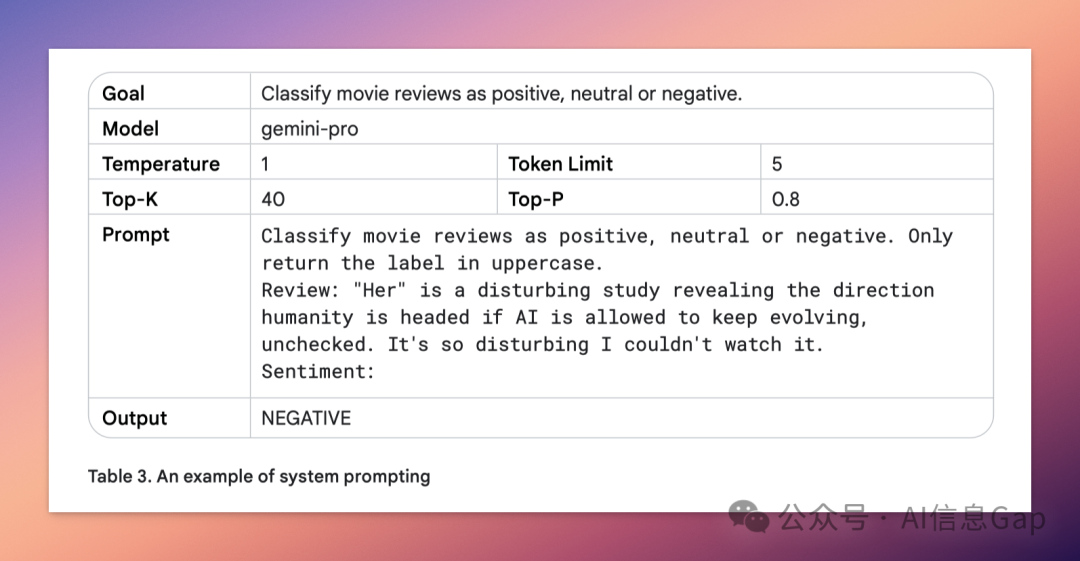 Goal Classify movie reviews as positive, neutral or negative.
Model gemini-pro
Temperature 1 Token Limit 5
Top-K 40 Top-P 0.8
Prompt Classify movie reviews as positive, neutral or negative. Only
return the label in uppercase.
Review: "Her" is a disturbing study revealing the direction
humanity is headed if AI is allowed to keep evolving,
unchecked. It's so disturbing I couldn't watch it.
Sentiment:
Output NEGATIVE
Table 3. An example of system prompting
公众号 · AI信息Gap